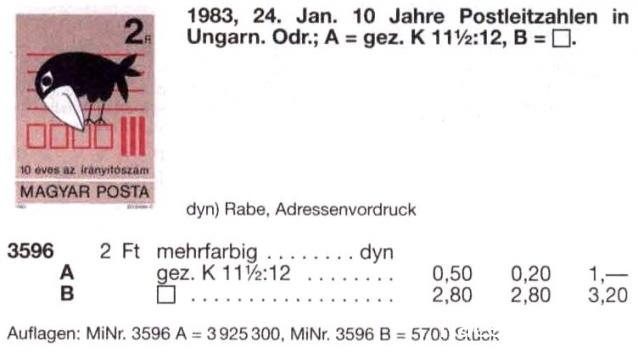 1983, 24. Jan. 10 Jahre Postleitzahlen in
Ungarn. Odr.; A = gez. K 11½:12, B = □.
2 Ft
10 éves az irányítószám
MAGYAR POSTA
dyn) Rabe, Adressenvordruck
3596 2 Ft mehrfarbig ........ dyn
A gez. K 11½:12 ........ 0,50 0,20 1,—
B □ .................. 2,80 2,80 3,20
Auflagen: MiNr. 3596 A = 3 925 300, MiNr. 3596 B = 5700 Stück